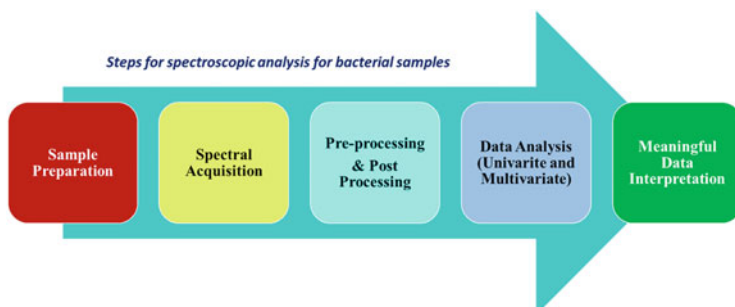 Steps for spectroscopic analysis for bacterial samples
Sample
Preparation
Spectral
Acquisition
Pre-processing
& Post
Processing
Data Analysis
(Univarite and
Multivariate)
Meaningful
Data
Interpretation